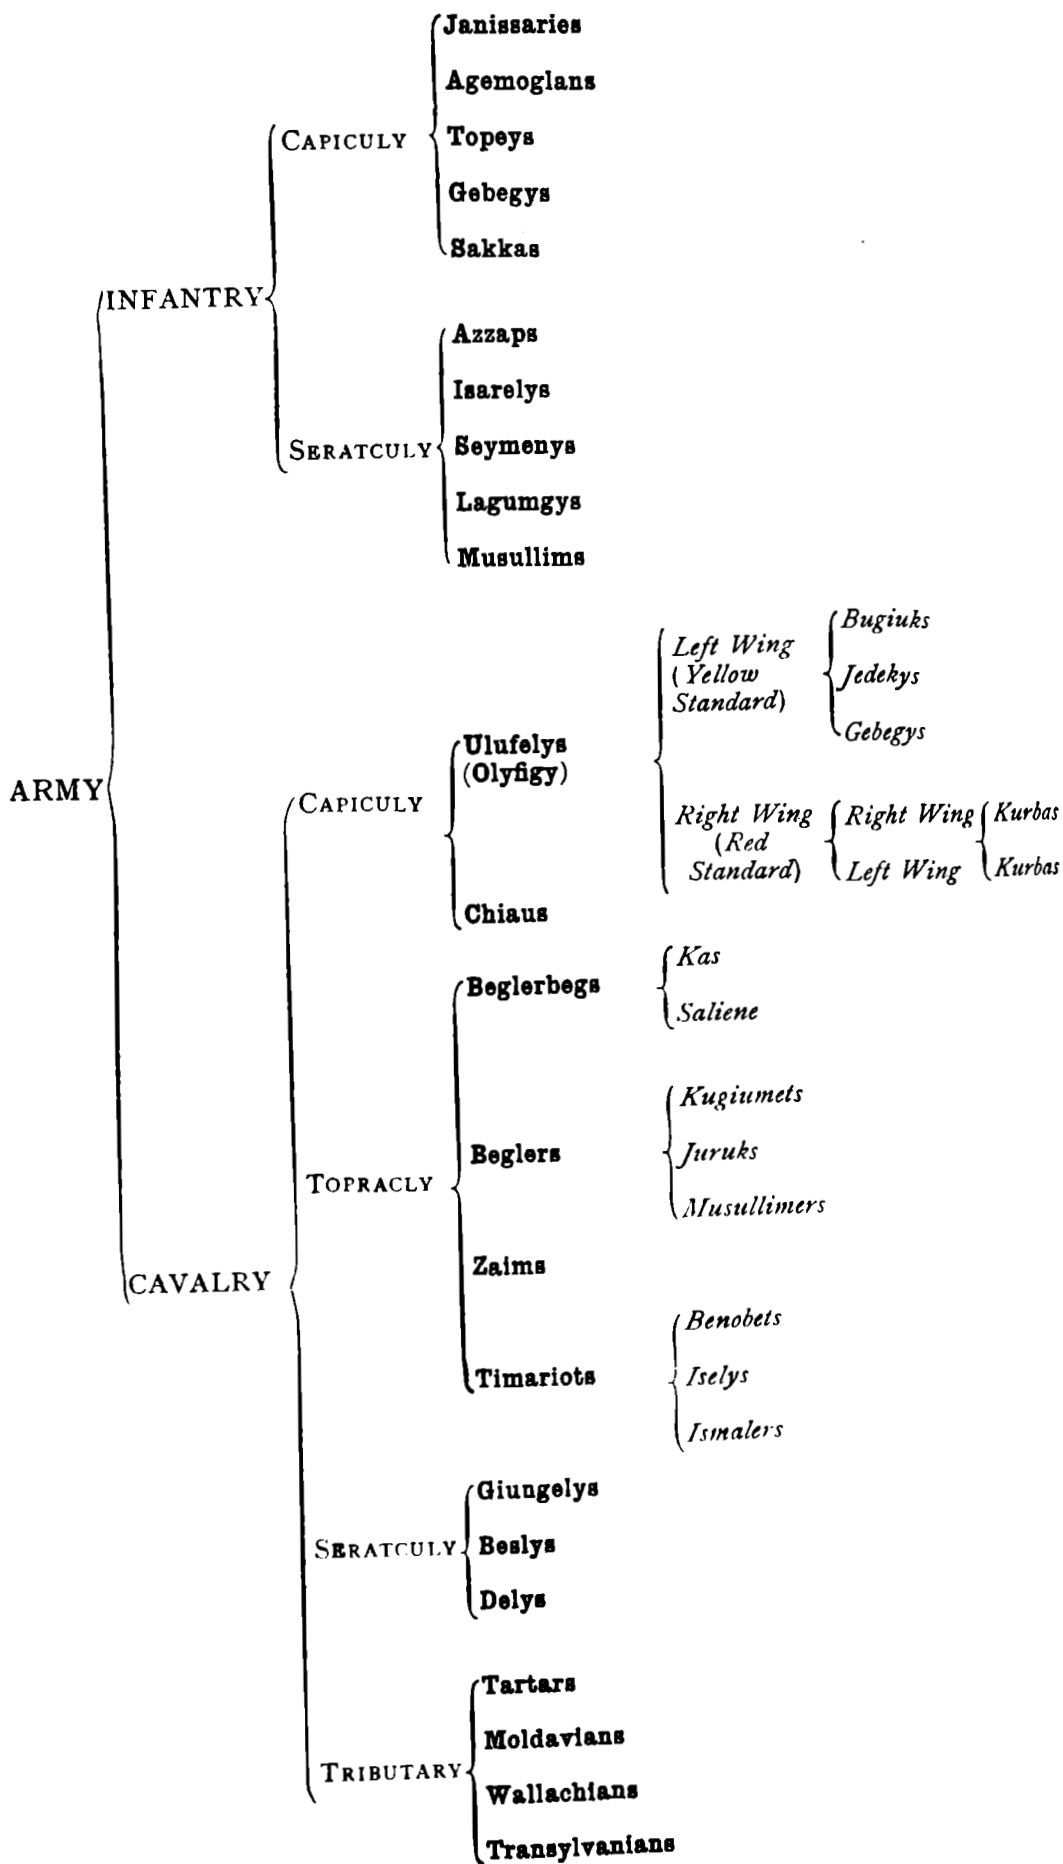 ARMY
INFANTRY
CAPICULY
Janissaries
Agemoglans
Topeys
Gebegys
Sakkas
SERATCULY
Azzaps
Isarelys
Seymenys
Lagumgys
Musullims
CAVALRY
CAPICULY
Ulufelys
(Olyfigy)
Left Wing
(Yellow
Standard)
Bugiuks
Jedekys
Gebegys
Right Wing
(Red
Standard)
Right Wing
Left Wing
Kurbas
Kurbas
Chiaus
TOPRACLY
Beglerbegs
Kas
Saliene
Beglers
Kugiumets
Juruks
Musullimers
Zaims
Timariots
Benobets
Iselys
Ismalers
SERATCULY
Giungelys
Beslys
Delys
TRIBUTARY
Tartars
Moldavians
Wallachians
Transylvanians